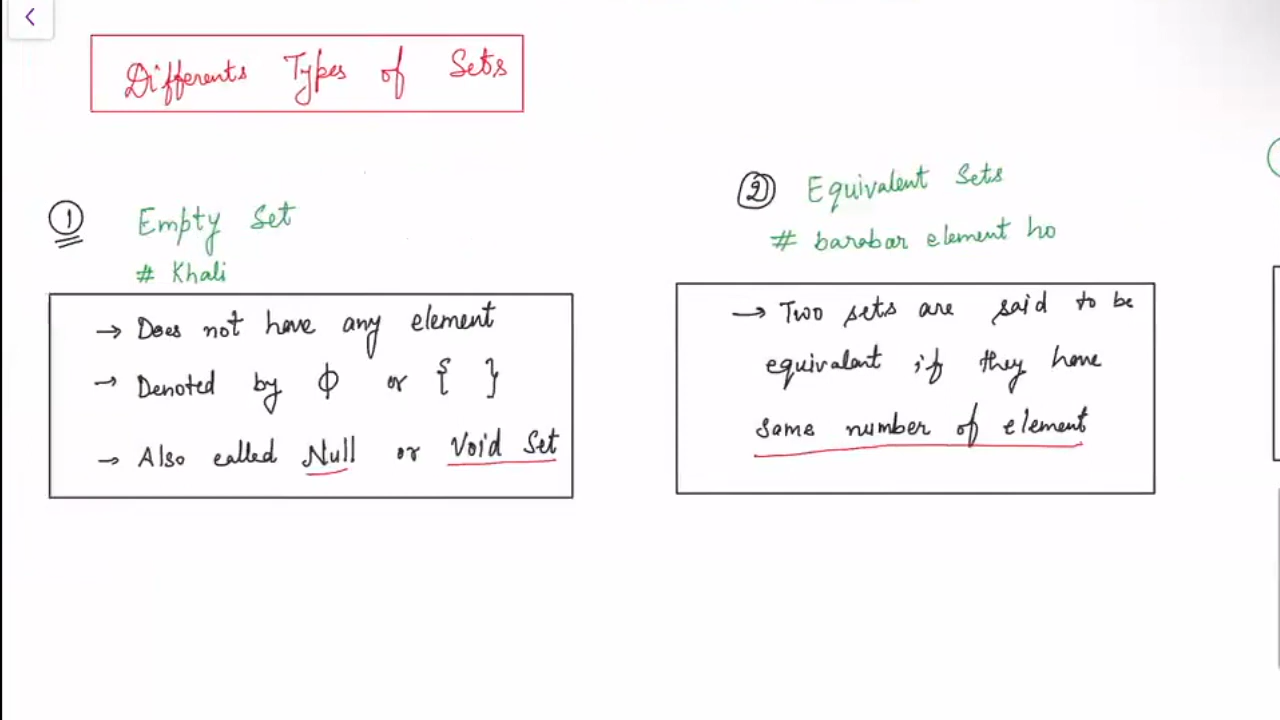 Differents Types of Sets
① Empty Set
# Khali
→ Does not have any element
→ Denoted by ϕ or { }
→ Also called Null or Void Set
② Equivalent Sets
# barabar element ho
→ Two sets are said to be
equivalent if they have
same number of element